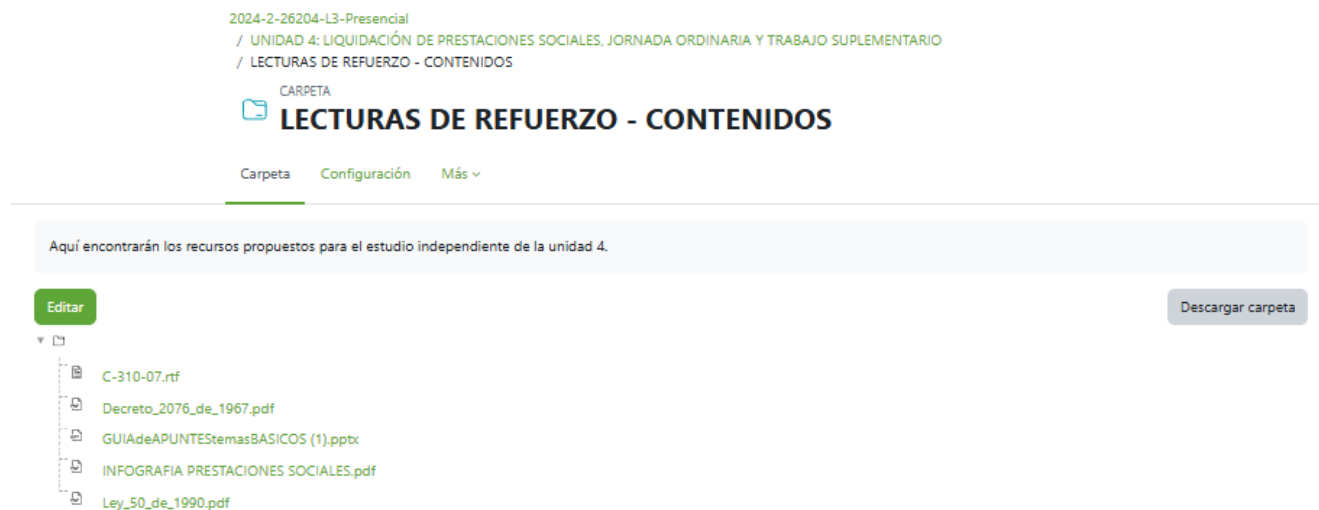 2024-2-26204-L3-Presencial
/ UNIDAD 4: LIQUIDACIÓN DE PRESTACIONES SOCIALES, JORNADA ORDINARIA Y TRABAJO SUPLEMENTARIO
/ LECTURAS DE REFUERZO - CONTENIDOS
CARPETA
LECTURAS DE REFUERZO - CONTENIDOS
Carpeta Configuración Más
Aquí encontrarán los recursos propuestos para el estudio independiente de la unidad 4.
Editar Descargar carpeta
C-310-07.rtf
Decreto_2076_de_1967.pdf
GUIAdeAPUNTEStemasBASICOS (1).pptx
INFOGRAFIA PRESTACIONES SOCIALES.pdf
Ley_50_de_1990.pdf